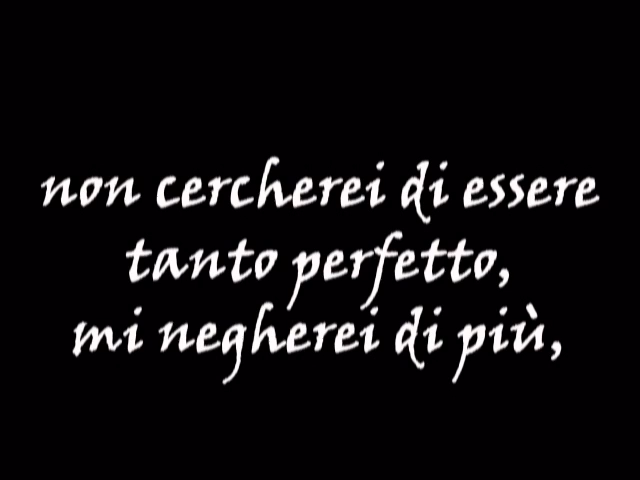 non cercherei di essere
tanto perfetto,
mi negherei di più,